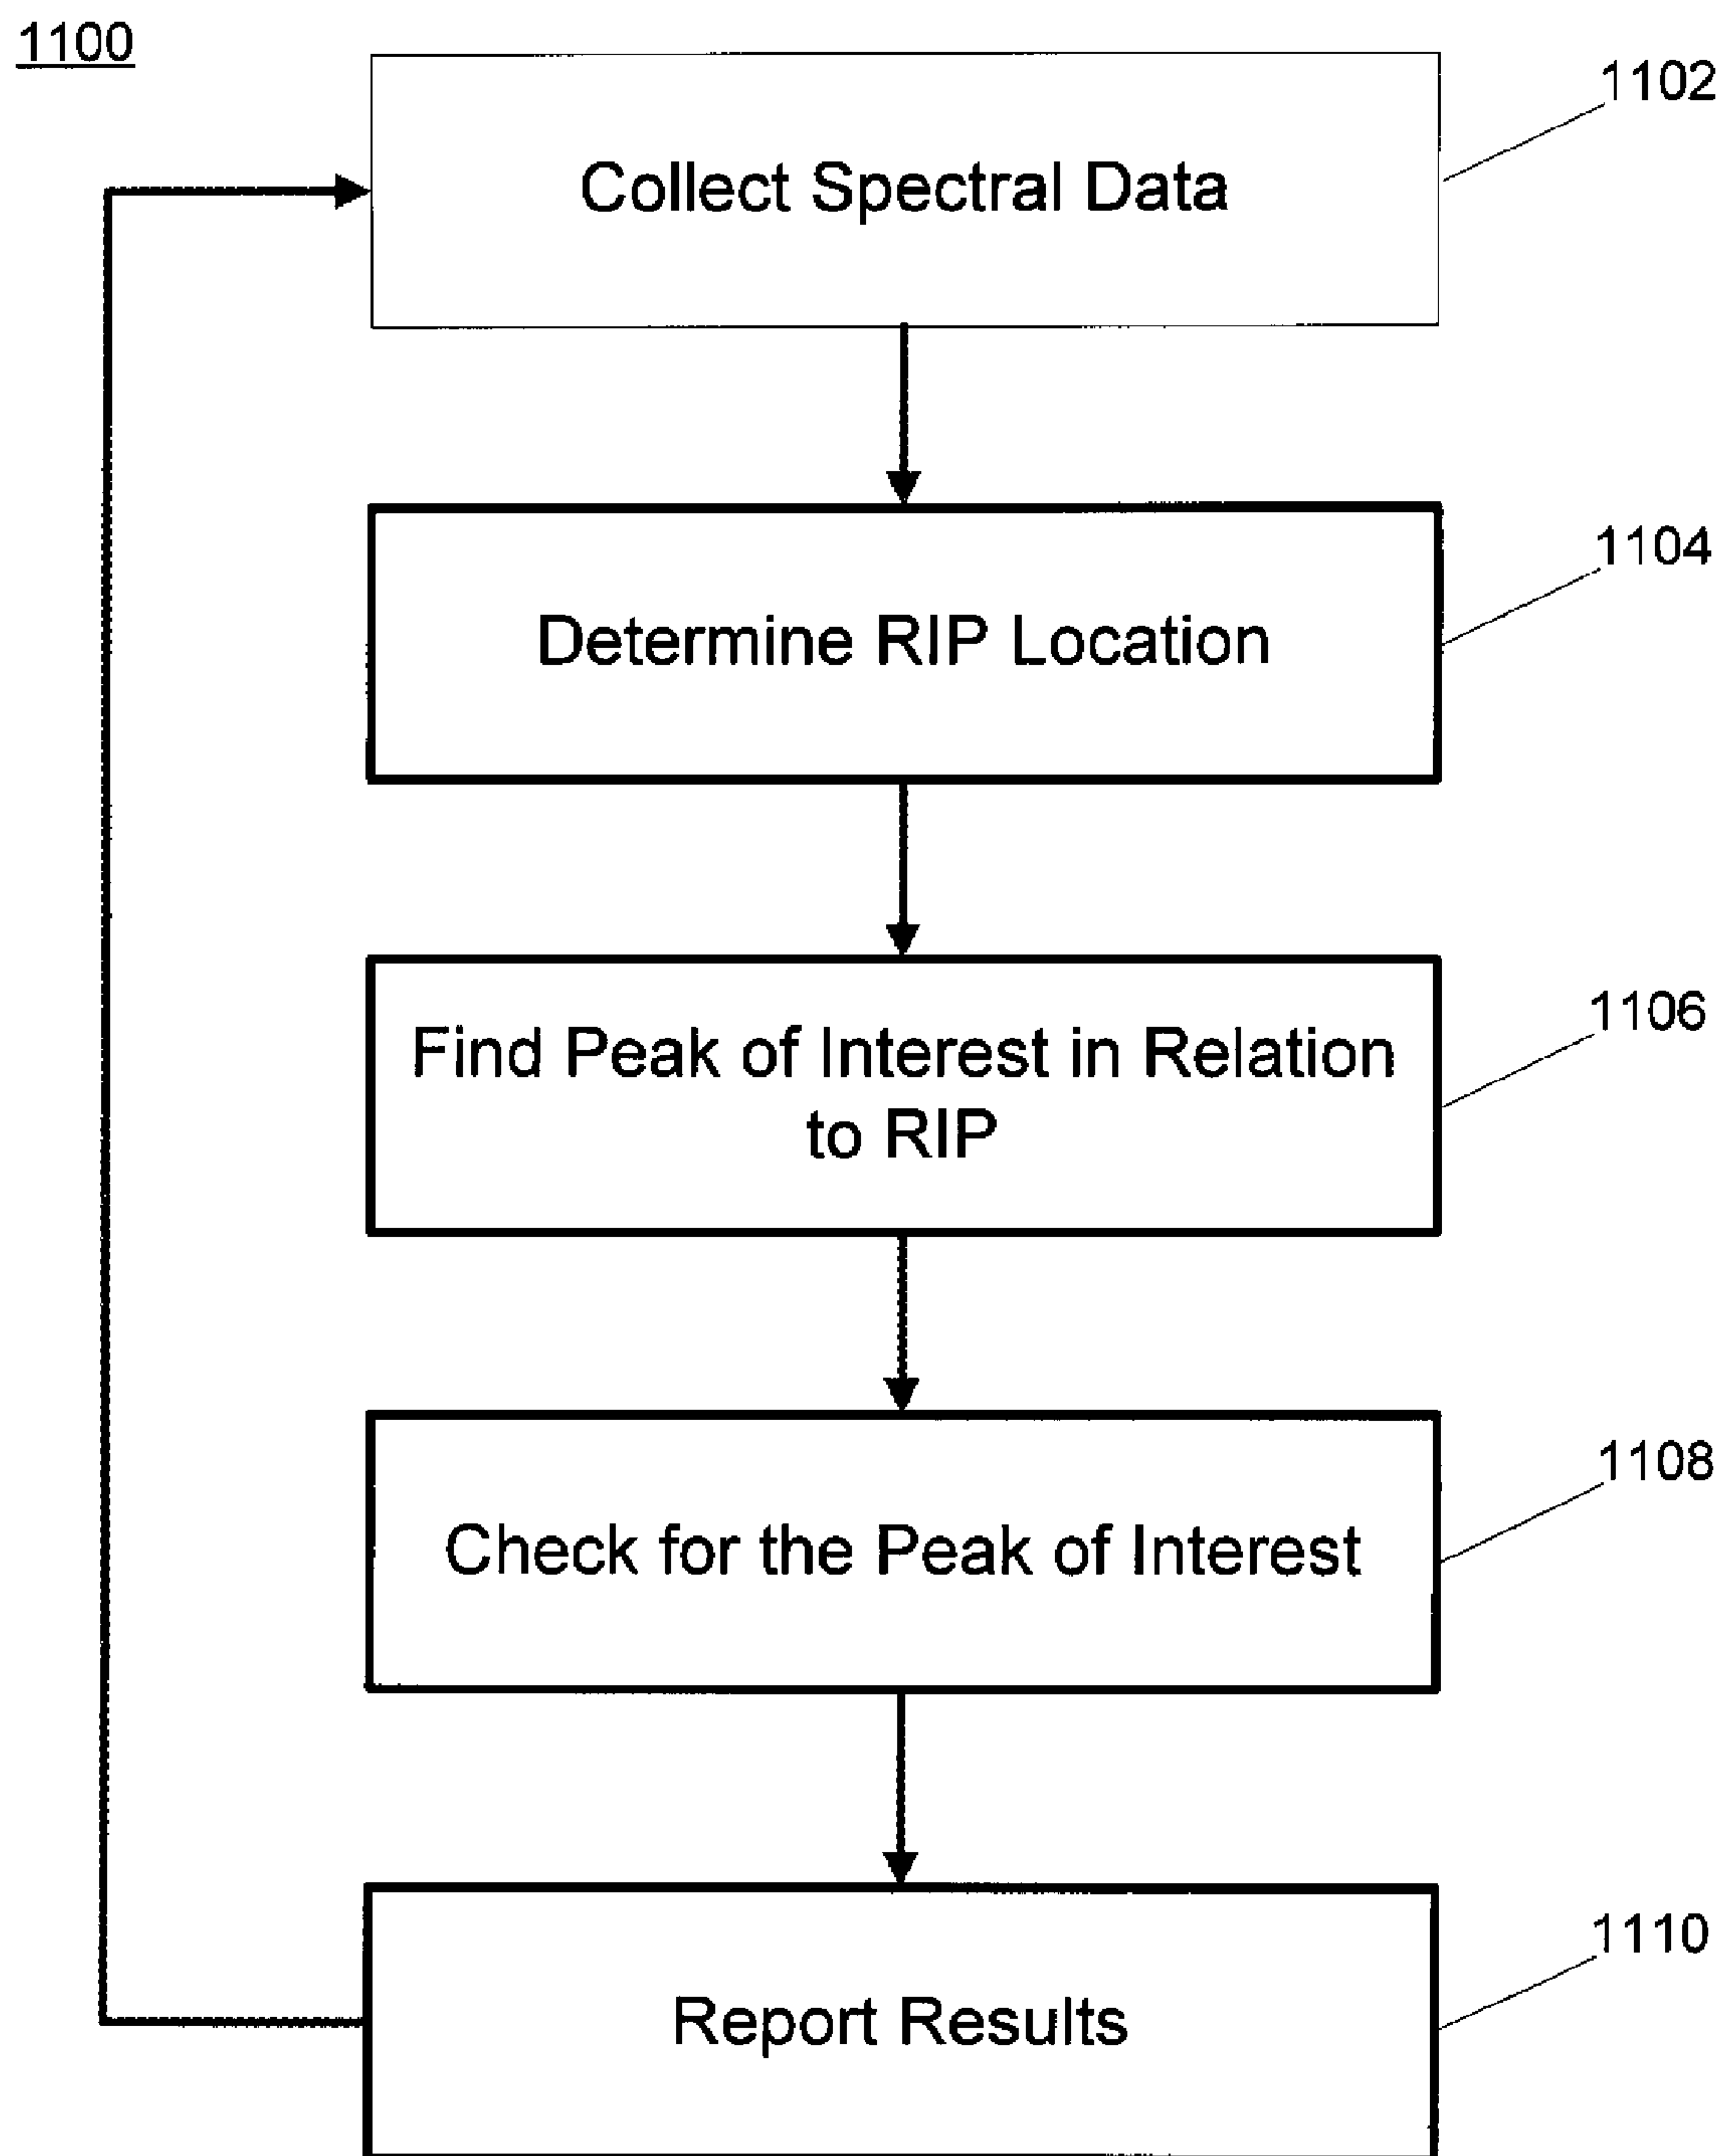 1100
1102
Collect Spectral Data
1104
Determine RIP Location
1106
Find Peak of Interest in Relation
to RIP
1108
Check for the Peak of Interest
1110
Report Results